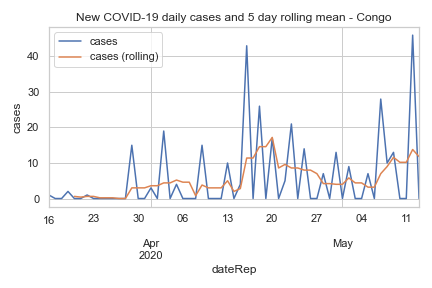 New COVID-19 daily cases and 5 day rolling mean - Congo
cases
cases (rolling)
cases
40
30
20
10
0
16
23
30
06
13
20
27
04
11
Apr
2020
May
dateRep